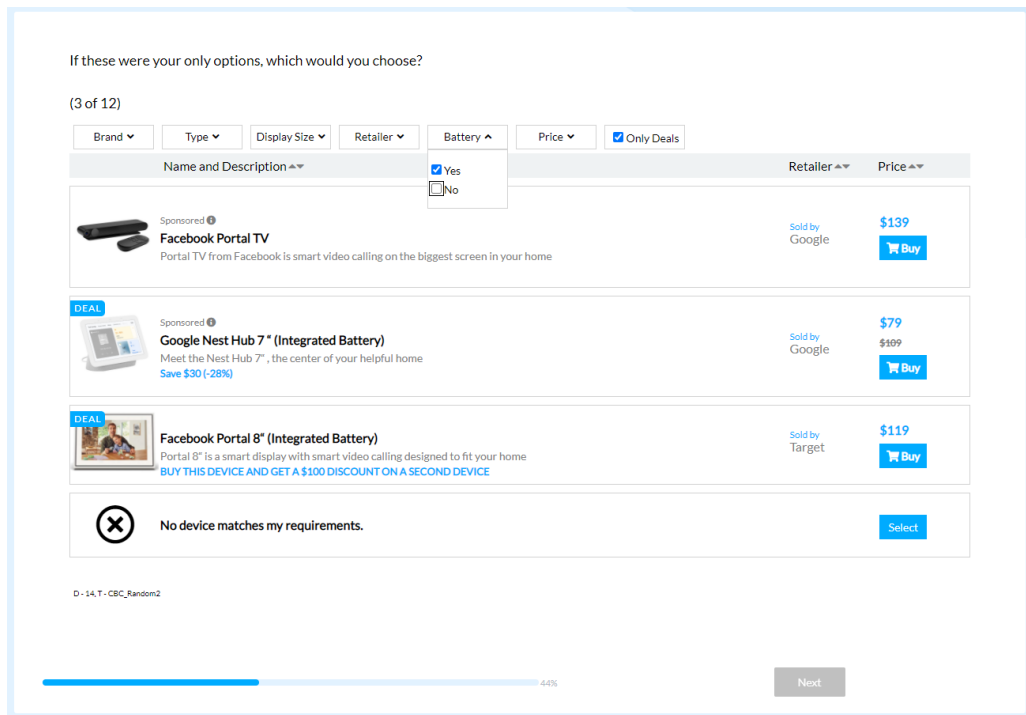 If these were your only options, which would you choose?
(3 of 12)
Brand Type Display Size Retailer Battery Price Only Deals
Name and Description Retailer Price
Yes
No
Sponsored
Facebook Portal TV
Portal TV from Facebook is smart video calling on the biggest screen in your home
Sold by
Google
$139
Buy
DEAL
Sponsored
Google Nest Hub 7 “ (Integrated Battery)
Meet the Nest Hub 7“ , the center of your helpful home
Save $30 (-28%)
Sold by
Google
$79
$109
Buy
DEAL
Facebook Portal 8“ (Integrated Battery)
Portal 8“ is a smart display with smart video calling designed to fit your home
BUY THIS DEVICE AND GET A $100 DISCOUNT ON A SECOND DEVICE
Sold by
Target
$119
Buy
No device matches my requirements.
Select
D - 14, T - CBC_Random2
44%
Next